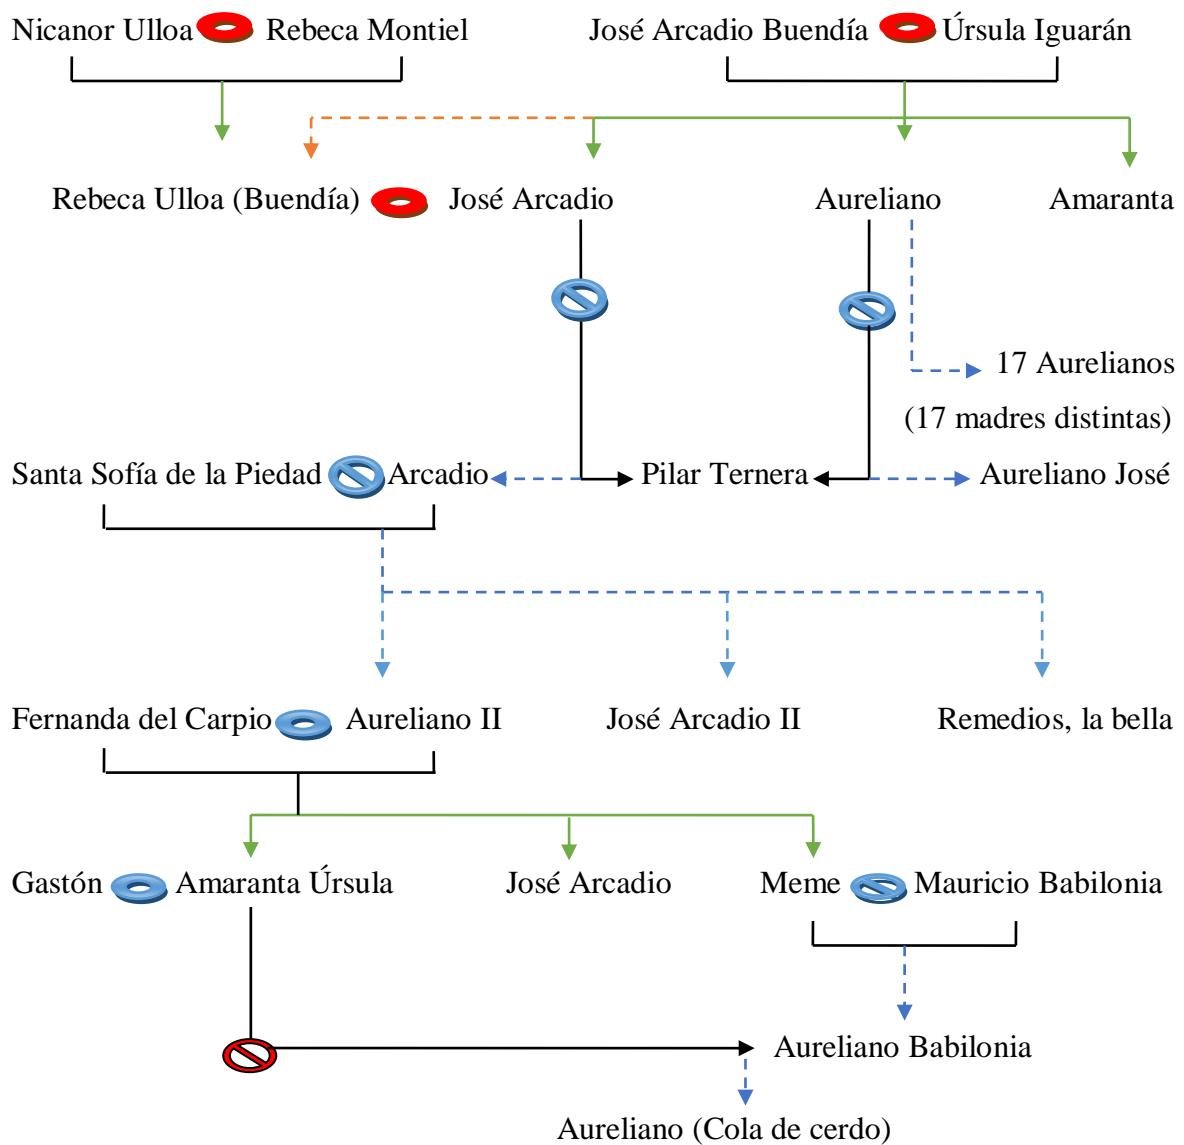 Nicanor Ulloa Rebeca Montiel José Arcadio Buendía Úrsula Iguarán
Rebeca Ulloa (Buendía) José Arcadio Aureliano Amaranta
17 Aurelianos
(17 madres distintas)
Santa Sofía de la Piedad Arcadio Pilar Ternera Aureliano José
Fernanda del Carpio Aureliano II José Arcadio II Remedios, la bella
Gastón Amaranta Úrsula José Arcadio Meme Mauricio Babilonia
Aureliano Babilonia
Aureliano (Cola de cerdo)